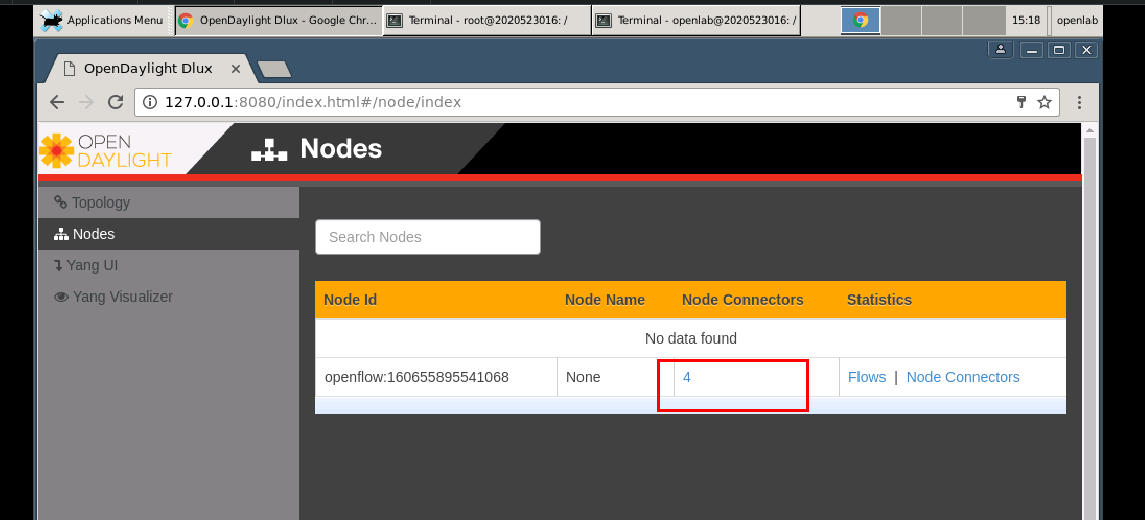 Applications Menu
OpenDaylight Dlux - Google Chr...
Terminal - root@2020523016: /
Terminal - openlab@2020523016: /
15:18
openlab
OpenDaylight Dlux
127.0.0.1:8080/index.html#/node/index
OPEN
DAYLIGHT
Nodes
Topology
Nodes
Yang UI
Yang Visualizer
Search Nodes
Node Id Node Name Node Connectors Statistics
No data found
openflow:160655895541068 None 4 Flows | Node Connectors